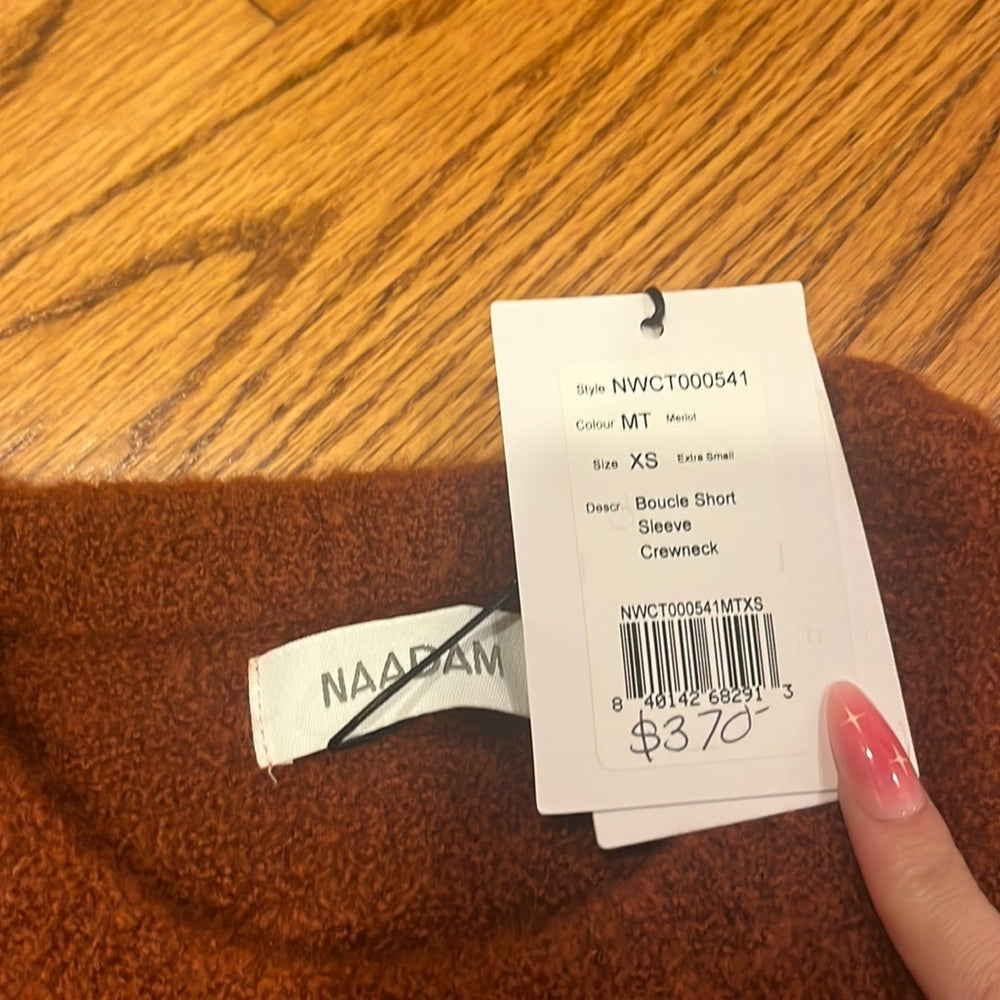 Style NWCT000541
Colour MT Merlot
Size XS Extra Small
Descr. Boucle Short
Sleeve
Crewneck
NWCT000541MTXS
8 40142 68291 3
$370-
NAADAM